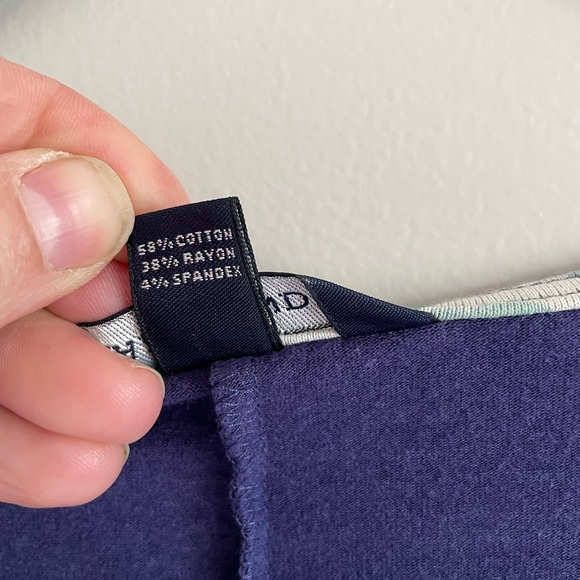 58% COTTON
38% RAYON
4% SPANDEX